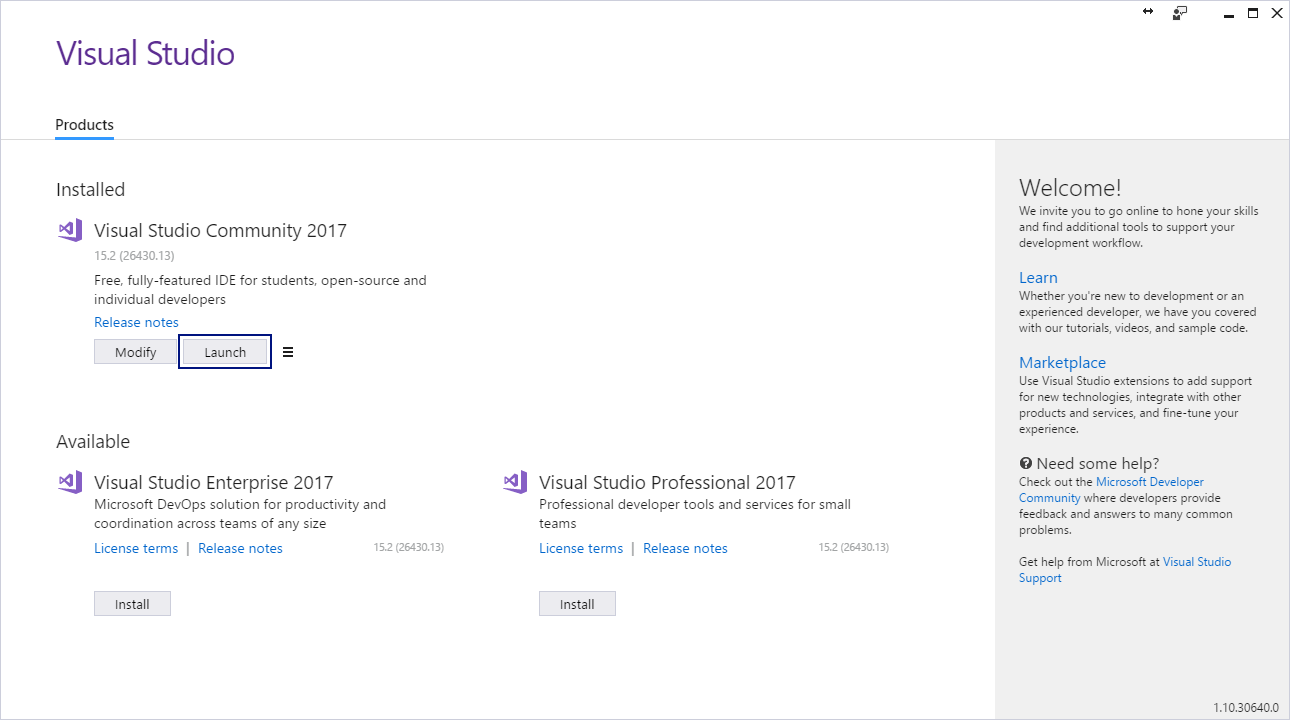 Visual Studio
Products
Installed
Visual Studio Community 2017
15.2 (26430.13)
Free, fully-featured IDE for students, open-source and
individual developers
Release notes
Modify
Launch
Available
Visual Studio Enterprise 2017
Microsoft DevOps solution for productivity and
coordination across teams of any size
License terms | Release notes
15.2 (26430.13)
Install
Visual Studio Professional 2017
Professional developer tools and services for small
teams
License terms | Release notes
15.2 (26430.13)
Install
Welcome!
We invite you to go online to hone your skills
and find additional tools to support your
development workflow.
Learn
Whether you're new to development or an
experienced developer, we have you covered
with our tutorials, videos, and sample code.
Marketplace
Use Visual Studio extensions to add support
for new technologies, integrate with other
products and services, and fine-tune your
experience.
Need some help?
Check out the Microsoft Developer
Community where developers provide
feedback and answers to many common
problems.
Get help from Microsoft at Visual Studio
Support
1.10.30640.0